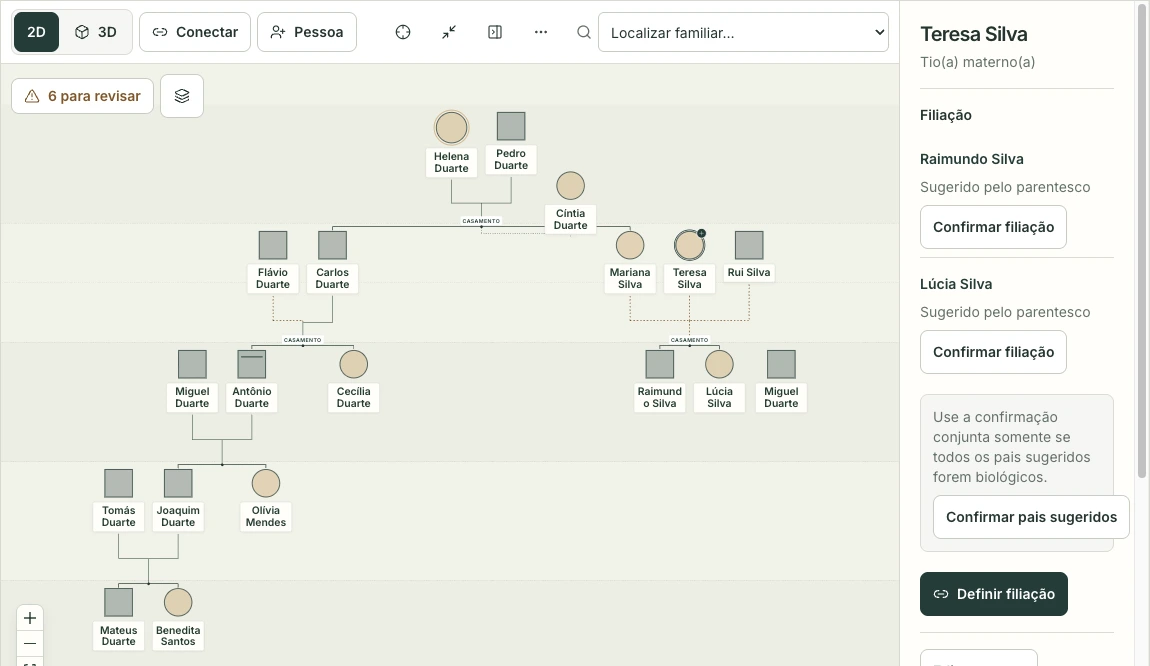 2D
3D
Conectar
Pessoa
Localizar familiar...
6 para revisar
Helena
Duarte
Pedro
Duarte
Cíntia
Duarte
CASAMENTO
Flávio
Duarte
Carlos
Duarte
Mariana
Silva
Teresa
Silva
Rui Silva
CASAMENTO
CASAMENTO
Miguel
Duarte
Antônio
Duarte
Cecília
Duarte
Raimund
o Silva
Lúcia
Silva
Miguel
Duarte
Tomás
Duarte
Joaquim
Duarte
Olívia
Mendes
Mateus
Duarte
Benedita
Santos
Teresa Silva
Tio(a) materno(a)
Filiação
Raimundo Silva
Sugerido pelo parentesco
Confirmar filiação
Lúcia Silva
Sugerido pelo parentesco
Confirmar filiação
Use a confirmação
conjunta somente se
todos os pais sugeridos
forem biológicos.
Confirmar pais sugeridos
Definir filiação